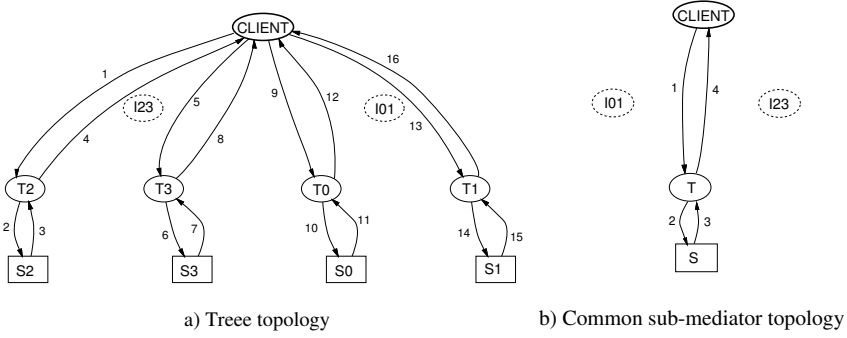 CLIENT
CLIENT
1
I23
5
9
12
I01
16
13
4
8
I01
1
4
I23
T2
T3
T0
T1
T
2
3
6
7
10
11
14
15
2
3
S2
S3
S0
S1
S
a) Treee topology
b) Common sub-mediator topology